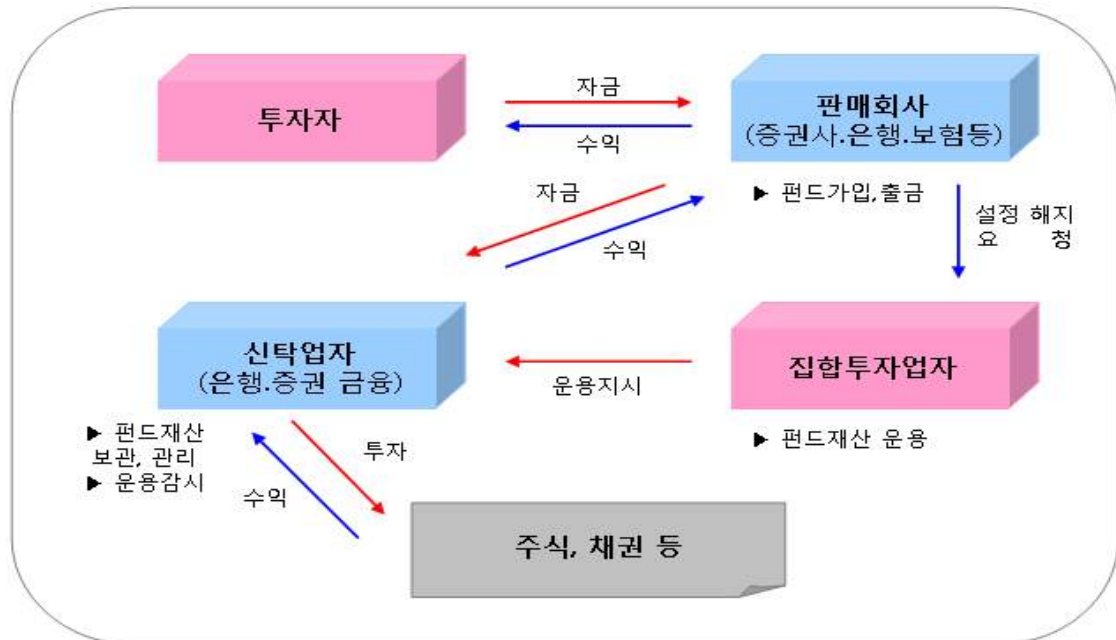 투자자
자금
수익
판매회사
(증권사.은행.보험등)
▶ 펀드가입,출금
자금
수익
설정 해지
요 청
신탁업자
(은행.증권 금융)
운용지시
집합투자업자
▶ 펀드재산
보관, 관리
▶ 운용감시
투자
수익
▶ 펀드재산 운용
주식, 채권 등